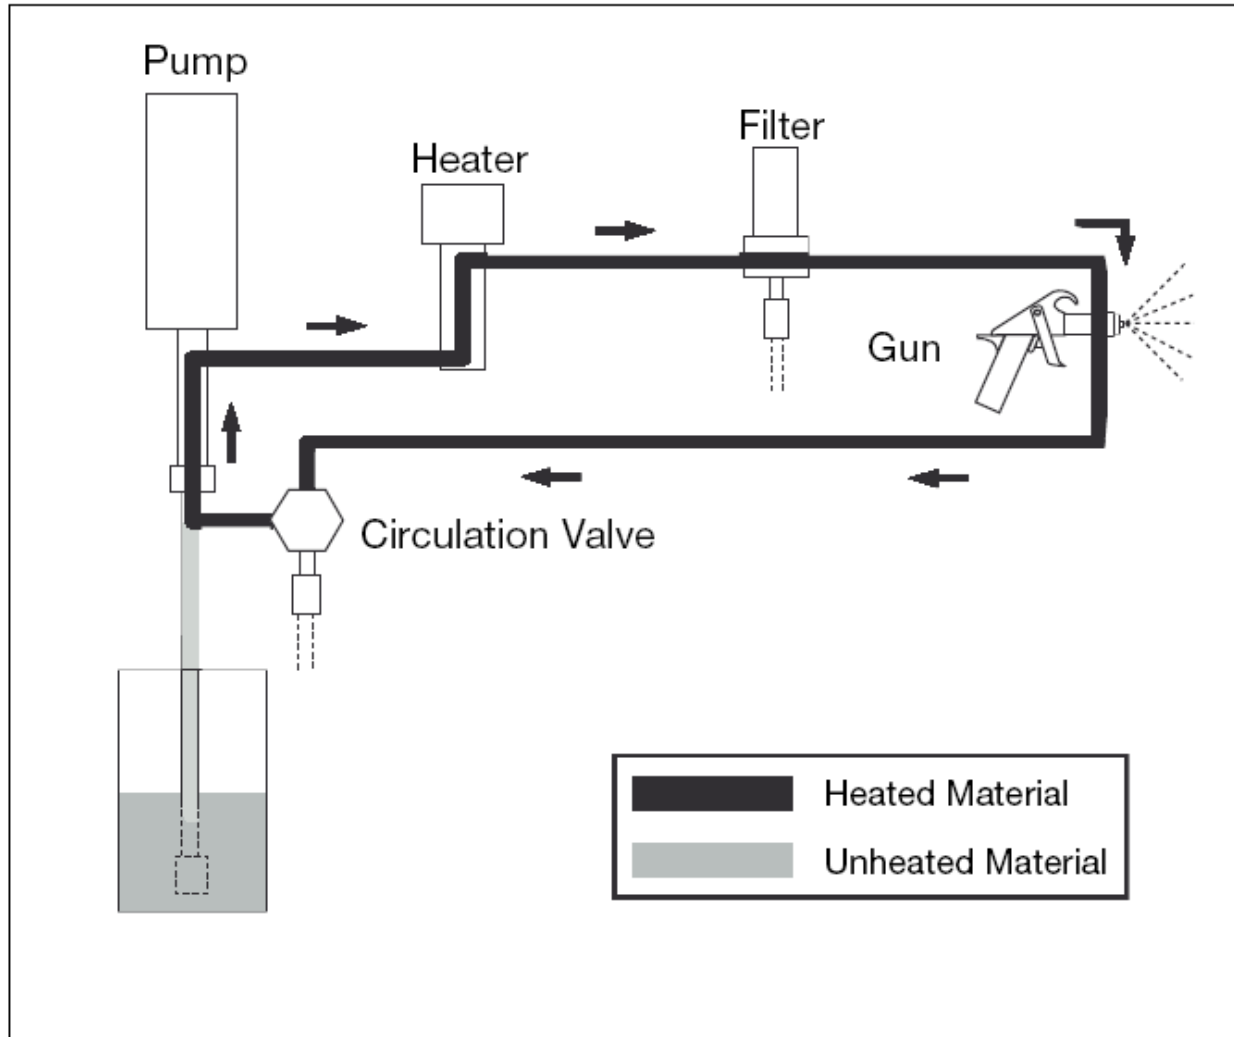 Pump
Heater
Filter
Gun
Circulation Valve
Heated Material
Unheated Material